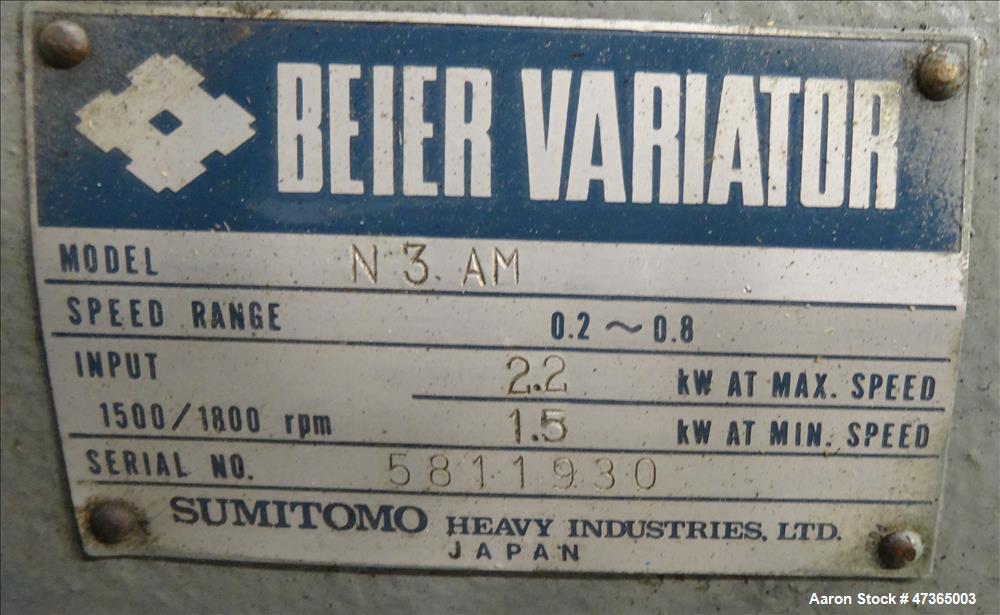 BEIER VARIATOR
MODEL N3.AM
SPEED RANGE 0.2～0.8
INPUT 2.2 kW AT MAX. SPEED
1500/1800 rpm 1.5 kW AT MIN. SPEED
SERIAL NO. 5811930
SUMITOMO HEAVY INDUSTRIES, LTD.
JAPAN
Aaron Stock # 47365003